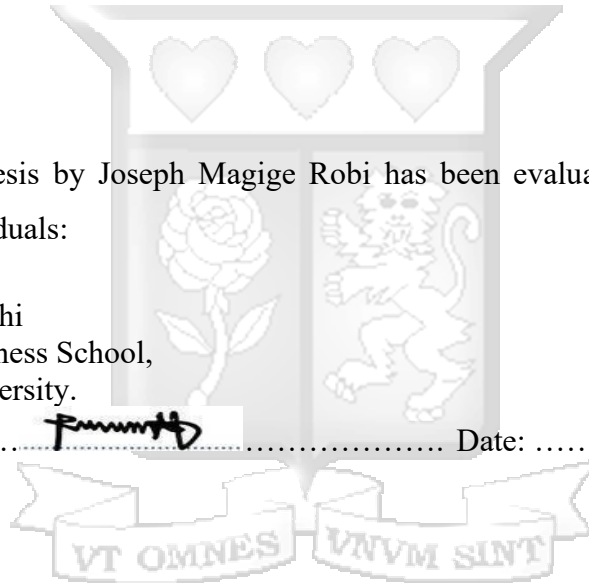 esis by Joseph Magige Robi has been evalua
duals:
hi
ness School,
ersity.
Date:
VT OMNES VNVM SINT